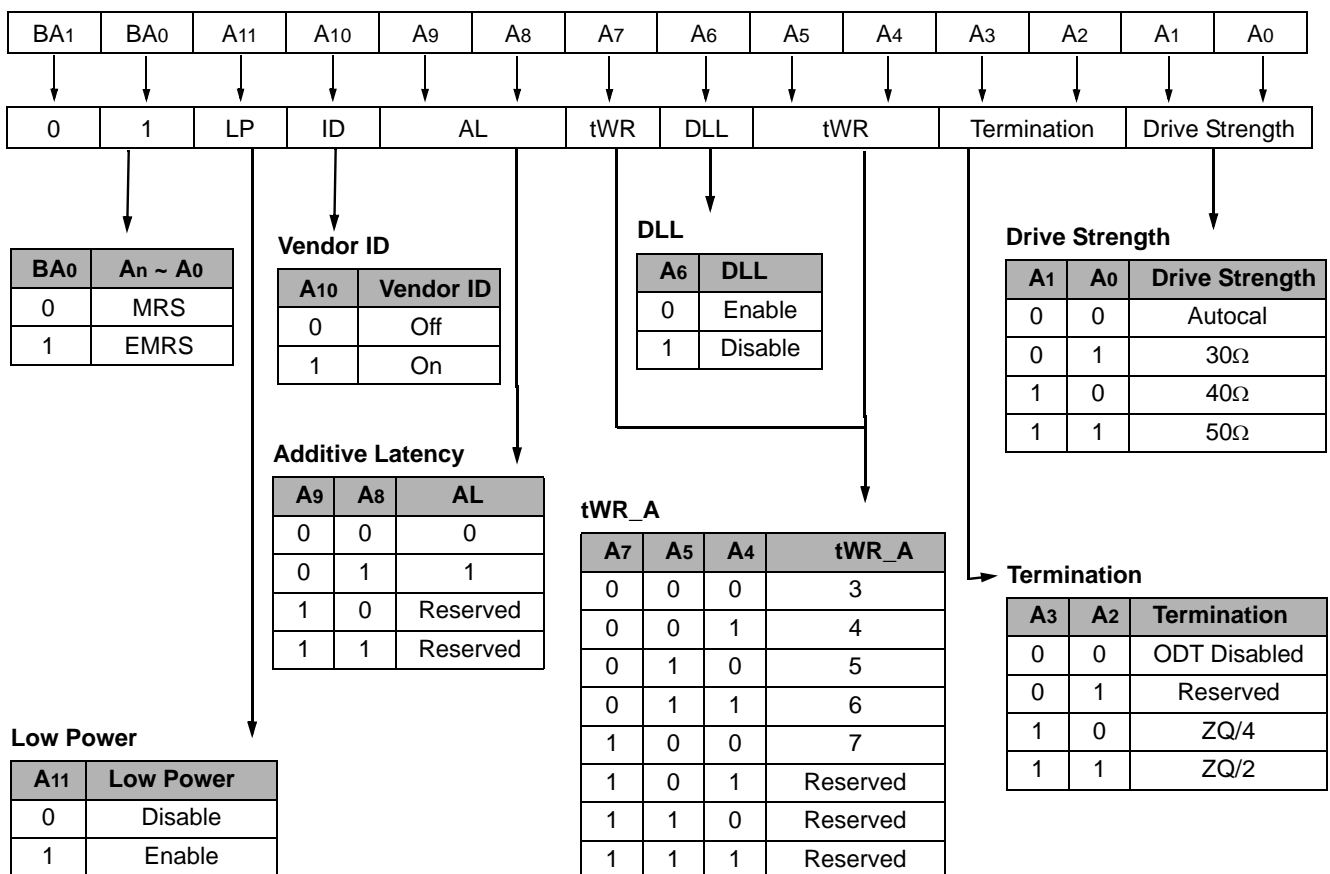 BA1 BA0 A11 A10 A9 A8 A7 A6 A5 A4 A3 A2 A1 A0
0 1 LP ID AL tWR DLL tWR Termination Drive Strength
BA0 An ~ A0
0 MRS
1 EMRS
Vendor ID
A10 Vendor ID
0 Off
1 On
DLL
A6 DLL
0 Enable
1 Disable
Drive Strength
A1 A0 Drive Strength
0 0 Autocal
0 1 30Ω
1 0 40Ω
1 1 50Ω
Additive Latency
A9 A8 AL
0 0 0
0 1 1
1 0 Reserved
1 1 Reserved
tWR_A
A7 A5 A4 tWR_A
0 0 0 3
0 0 1 4
0 1 0 5
0 1 1 6
1 0 0 7
1 0 1 Reserved
1 1 0 Reserved
1 1 1 Reserved
Termination
A3 A2 Termination
0 0 ODT Disabled
0 1 Reserved
1 0 ZQ/4
1 1 ZQ/2
Low Power
A11 Low Power
0 Disable
1 Enable